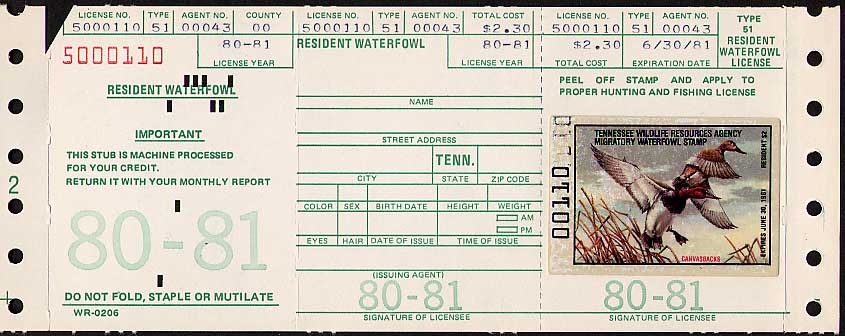 LICENSE NO. TYPE AGENT NO. COUNTY
5000110 51 00043 00
5000110
80-81
LICENSE YEAR
RESIDENT WATERFOWL
IMPORTANT
THIS STUB IS MACHINE PROCESSED
FOR YOUR CREDIT.
RETURN IT WITH YOUR MONTHLY REPORT
2
80-81
DO NOT FOLD, STAPLE OR MUTILATE
WR-0206
LICENSE NO. TYPE AGENT NO. TOTAL COST
5000110 51 00043 $2.30
RESIDENT WATERFOWL
80-81
LICENSE YEAR
NAME
STREET ADDRESS
TENN.
CITY STATE ZIP CODE
COLOR SEX BIRTH DATE HEIGHT WEIGHT
AM
PM
EYES HAIR DATE OF ISSUE TIME OF ISSUE
(ISSUING AGENT)
80-81
SIGNATURE OF LICENSEE
LICENSE NO. TYPE AGENT NO.
5000110 51 00043
$2.30 6/30/81
TOTAL COST EXPIRATION DATE
TYPE
51
RESIDENT
WATERFOWL
LICENSE
PEEL OFF STAMP AND APPLY TO
PROPER HUNTING AND FISHING LICENSE
TENNESSEE WILDLIFE RESOURCES AGENCY
MIGRATORY WATERFOWL STAMP
RESIDENT $2
EXPIRES JUNE 30, 1981
CANVASBACKS
80-81
SIGNATURE OF LICENSEE